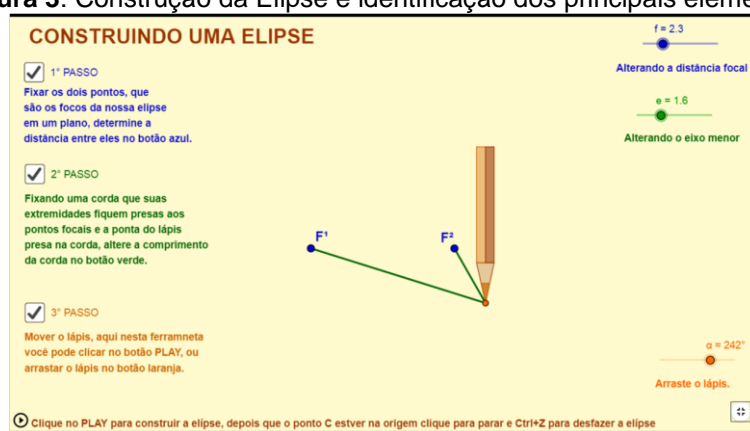 ura 5: Construção da Elipse e identificação dos principais eleme
CONSTRUINDO UMA ELIPSE
1° PASSO
Fixar os dois pontos, que
são os focos da nossa elipse
em um plano, determine a
distância entre eles no botão azul.
2° PASSO
Fixando uma corda que suas
extremidades fiquem presas aos
pontos focais e a ponta do lápis
presa na corda, altere a comprimento
da corda no botão verde.
3° PASSO
Mover o lápis, aqui nesta ferramneta
você pode clicar no botão PLAY, ou
arrastar o lápis no botão laranja.
F¹
F²
f = 2.3
Alterando a distância focal
e = 1.6
Alterando o eixo menor
α = 242°
Arraste o lápis.
Clique no PLAY para construir a elipse, depois que o ponto C estver na origem clique para parar e Ctrl+Z para desfazer a elipse